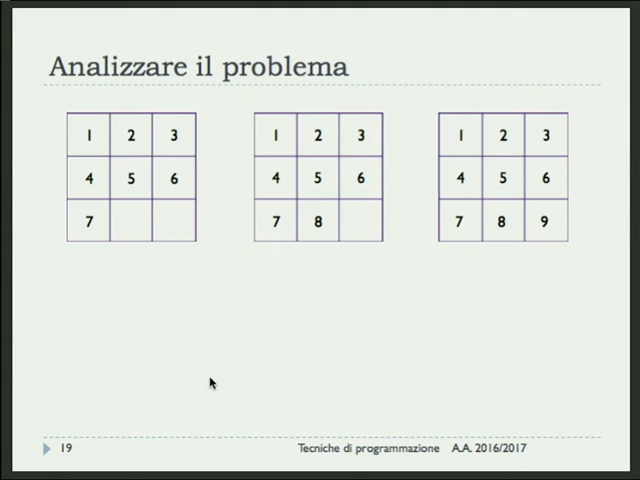 Analizzare il problema
1 2 3 1 2 3 1 2 3
4 5 6 4 5 6 4 5 6
7 7 8 7 8 9
19 Tecniche di programmazione A.A. 2016/2017